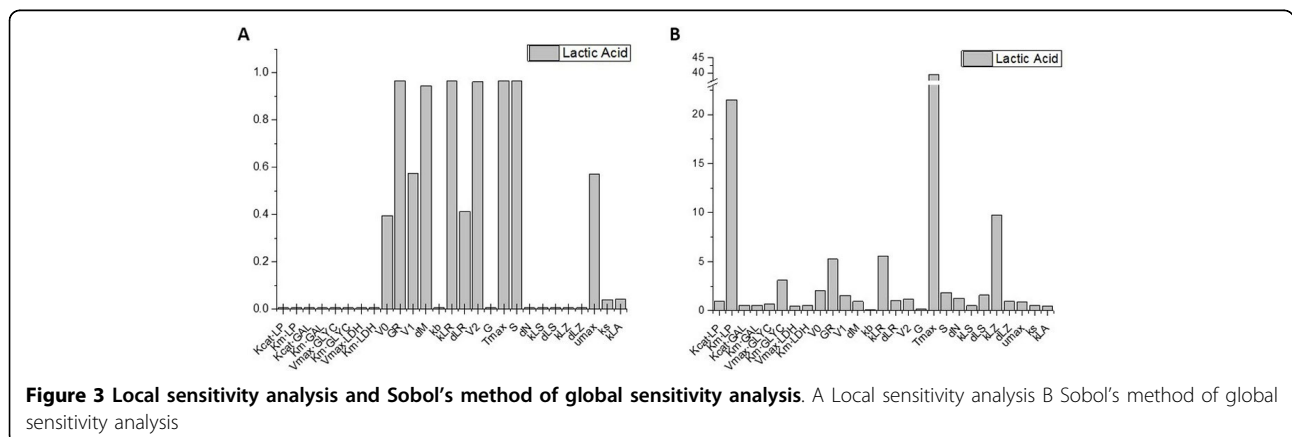 A
B
Lactic Acid
Lactic Acid
1.0
0.8
0.6
0.4
0.2
0.0
45
40
20
15
10
5
0
Kcat-LP
Km-LP
Kcat-GAL
Km-GAL
Vmax-GLYC
Km-GLYC
Vmax-LDH
Km-LDH
V0
GR
V1
dM
kb
kLR
dLR
V2
G
Tmax
S
dN
kLS
dLS
kLZ
dLZ
umax
ks
kLA
Kcat-LP
Km-LP
Kcat-GAL
Km-GAL
Vmax-GLYC
Km-GLYC
Vmax-LDH
Km-LDH
V0
GR
V1
dM
kb
kLR
dLR
V2
G
Tmax
S
dN
kLS
dLS
kLZ
dLZ
umax
ks
kLA
Figure 3 Local sensitivity analysis and Sobol's method of global sensitivity analysis. A Local sensitivity analysis B Sobol's method of global
sensitivity analysis